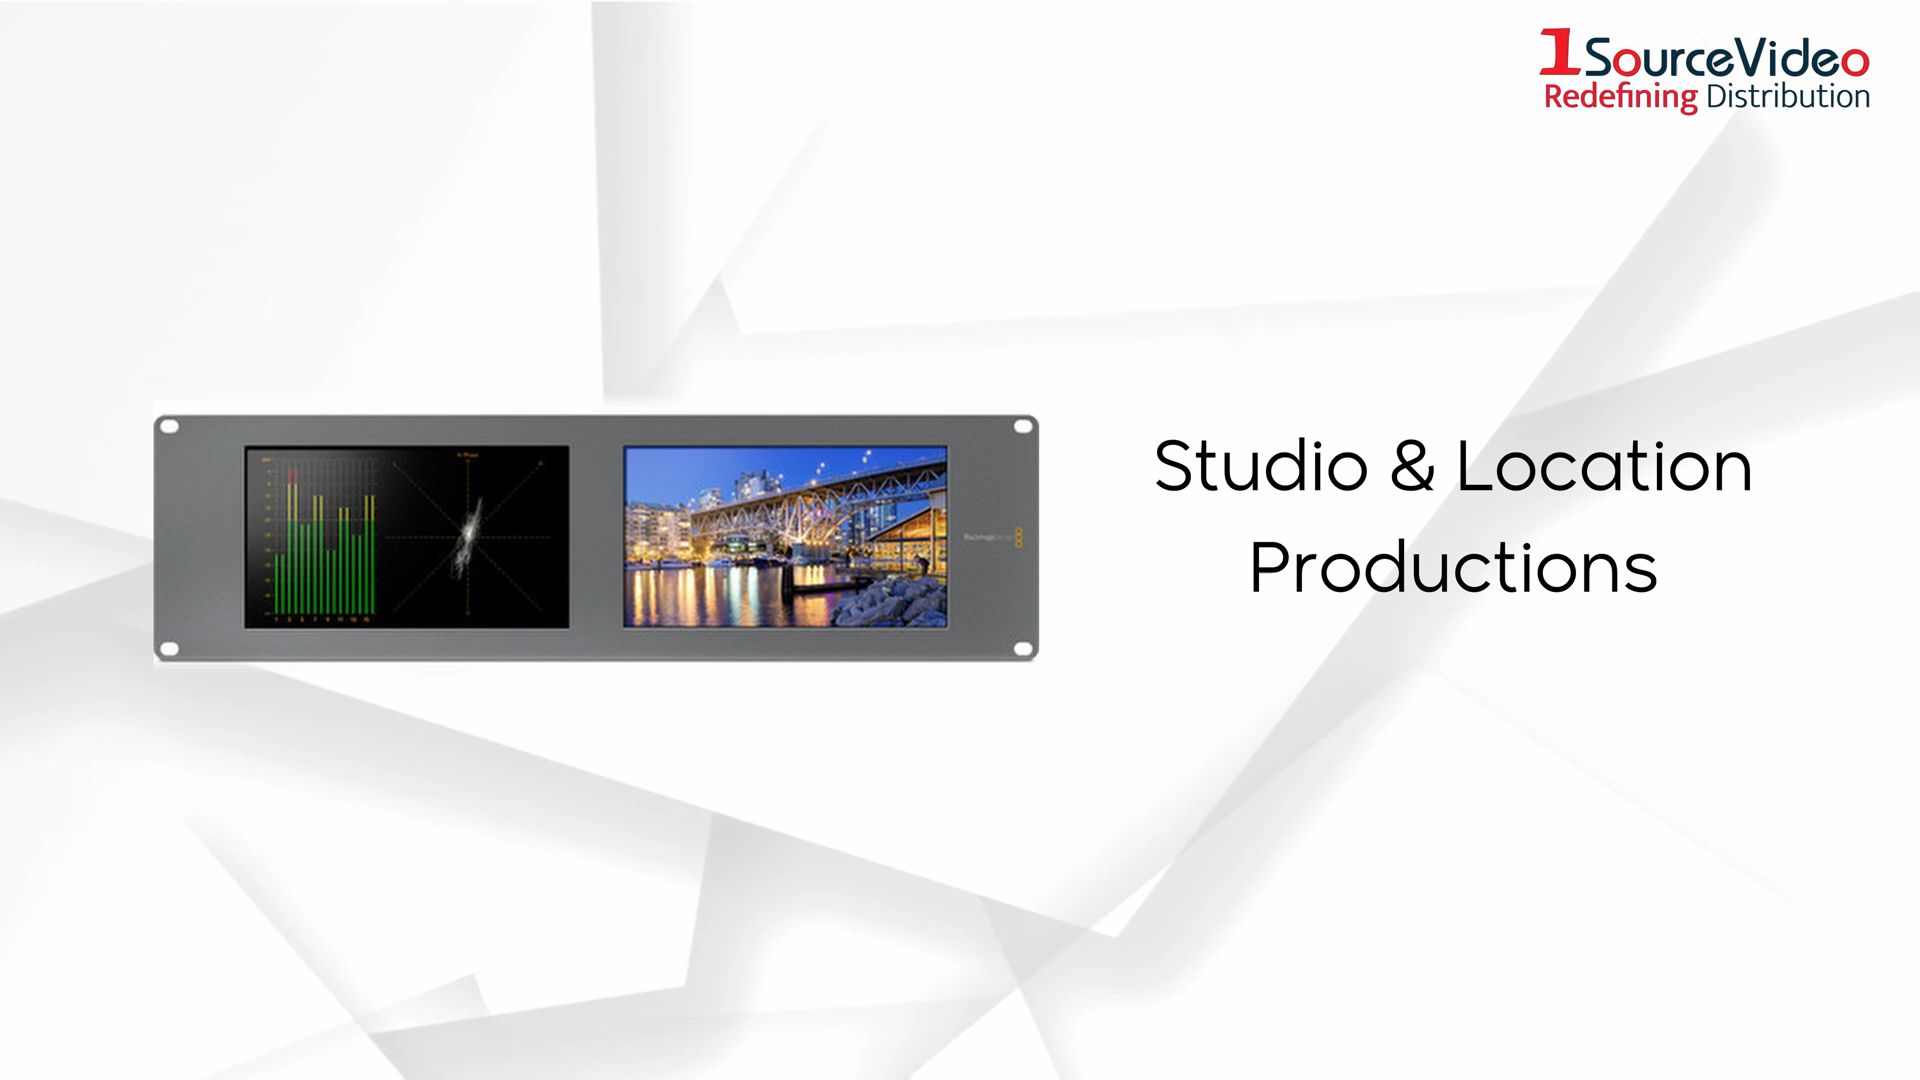 1SourceVideo
Redefining Distribution
Studio & Location
Productions